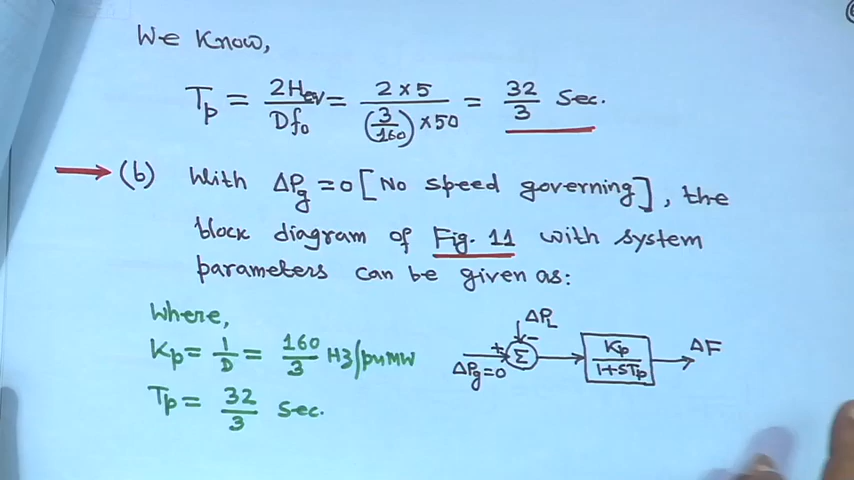 We Know,
Tp = 2Hev/Df₀ = 2×5/((3/160)×50) = 32/3 Sec.
(b) With ΔPg = 0 [No speed governing], the
block diagram of Fig. 11 with system
parameters can be given as:
Where,
Kp = 1/D = 160/3 Hz/puMW
Tp = 32/3 Sec.
ΔPL
+ − Σ
ΔPg=0
Kp/1+STp
ΔF